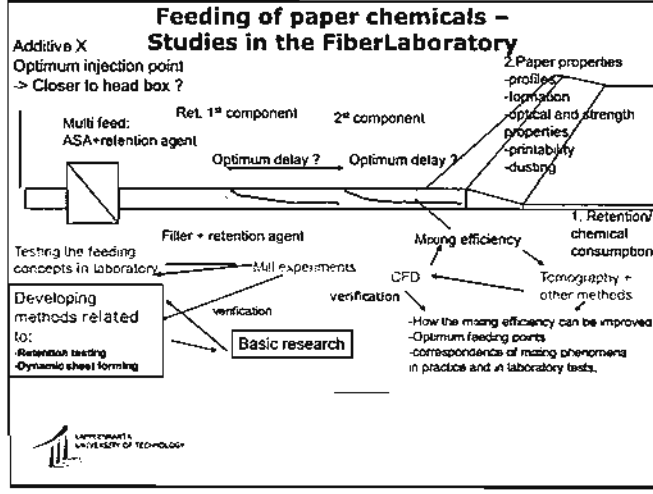 Feeding of paper chemicals –
Studies in the FiberLaboratory
Additive X
Optimum injection point
-> Closer to head box ?
Multi feed:
ASA+retention agent
Ret. 1st component
2st component
Optimum delay ?
Optimum delay ?
2.Paper properties
-profiles
-formation
-optical and strength
properties
-printability
-dusting
1. Retention/
chemical
consumption
Filler + retention agent
Mixing efficiency
Testing the feeding
concepts in laboratory
Mill experiments
CFD
Tomography +
other methods
verification
verification
Developing
methods related
to:
-Retention testing
-Dynamic sheet forming
Basic research
-How the mixing efficiency can be improved
-Optimum feeding points
-correspondence of mixing phenomena
in practice and in laboratory tests.
LAPPEENRANTA
UNIVERSITY OF TECHNOLOGY